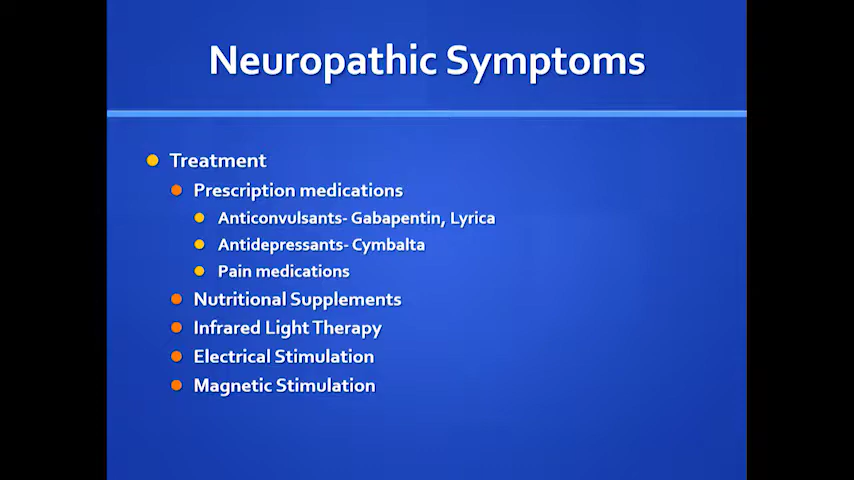 Neuropathic Symptoms
Treatment
Prescription medications
Anticonvulsants- Gabapentin, Lyrica
Antidepressants- Cymbalta
Pain medications
Nutritional Supplements
Infrared Light Therapy
Electrical Stimulation
Magnetic Stimulation